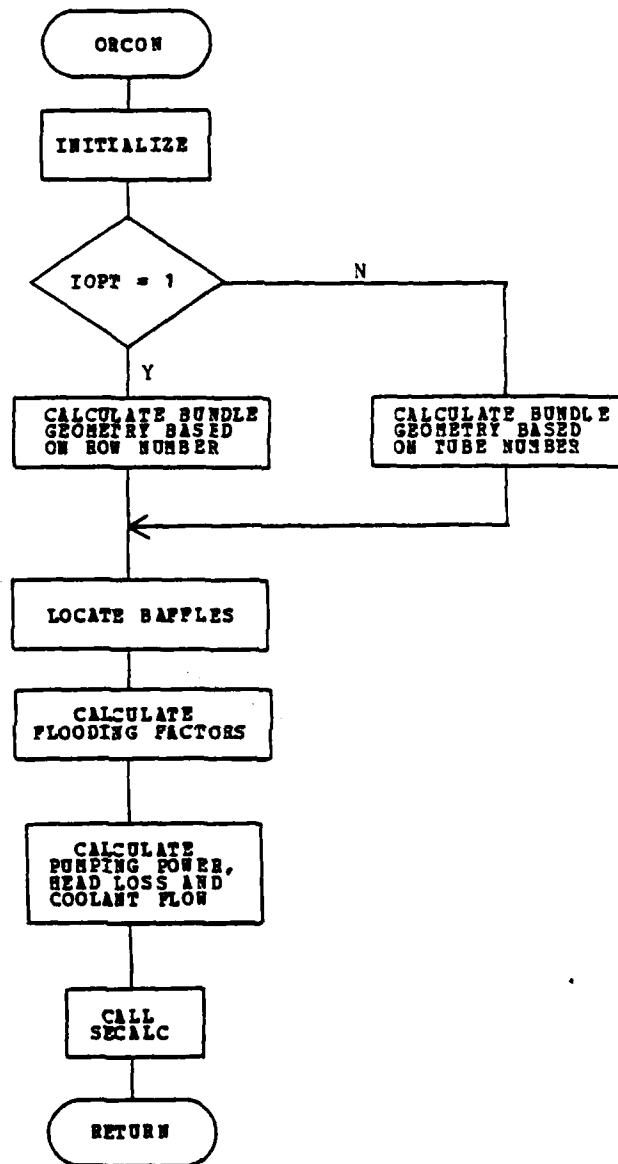 ORCON
INITIALIZE
IOPT = 1
N
Y
CALCULATE BUNDLE
GEOMETRY BASED
ON ROW NUMBER
CALCULATE BUNDLE
GEOMETRY BASED
ON TUBE NUMBER
LOCATE BAFFLES
CALCULATE
FLOODING FACTORS
CALCULATE
PUMPING POWER,
HEAD LOSS AND
COOLANT FLOW
CALL
SECALC
RETURN